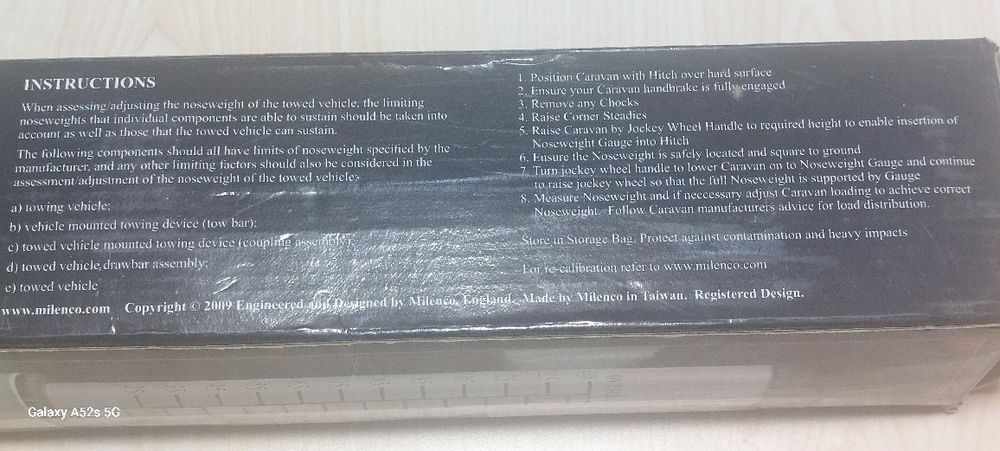 INSTRUCTIONS
When assessing/adjusting the noseweight of the towed vehicle, the limiting
noseweights that individual components are able to sustain should be taken into
account as well as those that the towed vehicle can sustain.
The following components should all have limits of noseweight specified by the
manufacturer, and any other limiting factors should also be considered in the
assessment/adjustment of the noseweight of the towed vehicle;
a) towing vehicle;
b) vehicle mounted towing device (tow bar);
c) towed vehicle mounted towing device (coupling assembly);
d) towed vehicle drawbar assembly;
e) towed vehicle
1. Position Caravan with Hitch over hard surface
2. Ensure your Caravan handbrake is fully engaged
3. Remove any Chocks
4. Raise Corner Steadies
5. Raise Caravan by Jockey Wheel Handle to required height to enable insertion of
Noseweight Gauge into Hitch
6. Ensure the Noseweight is safely located and square to ground
7. Turn jockey wheel handle to lower Caravan on to Noseweight Gauge and continue
to raise jockey wheel so that the full Noseweight is supported by Gauge
8. Measure Noseweight and if neccessary adjust Caravan loading to achieve correct
Noseweight. Follow Caravan manufacturers advice for load distribution.
Store in Storage Bag. Protect against contamination and heavy impacts
For re-calibration refer to www.milenco.com
www.milenco.com Copyright © 2009 Engineered and Designed by Milenco, England. Made by Milenco in Taiwan. Registered Design.
Galaxy A52s 5G